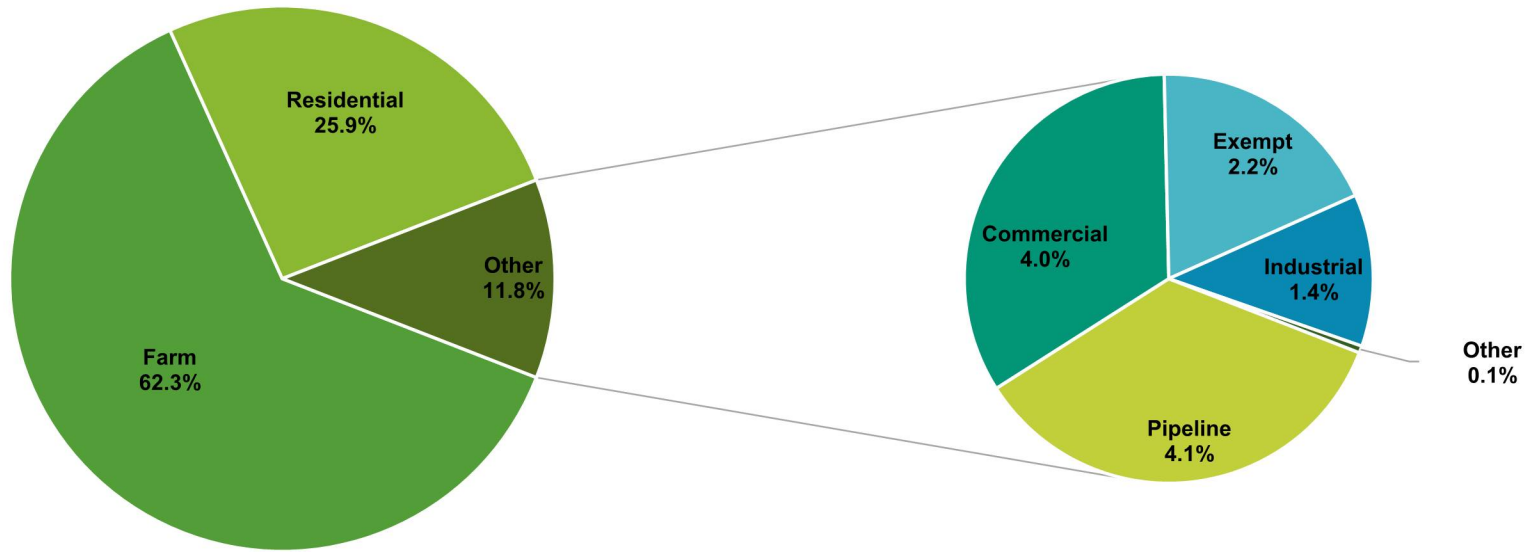 Residential
25.9%
Other
11.8%
Farm
62.3%
Exempt
2.2%
Commercial
4.0%
Industrial
1.4%
Other
0.1%
Pipeline
4.1%